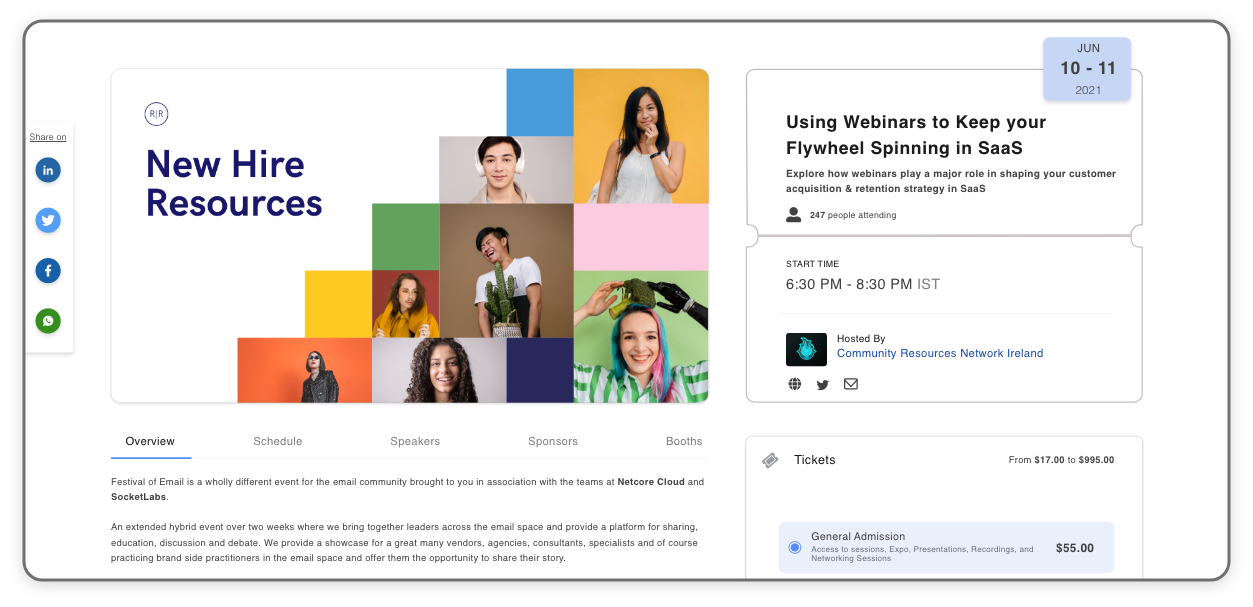 Share on
R|R
New Hire
Resources
JUN
10 - 11
2021
Using Webinars to Keep your
Flywheel Spinning in SaaS
Explore how webinars play a major role in shaping your customer
acquisition & retention strategy in SaaS
247 people attending
START TIME
6:30 PM - 8:30 PM IST
Hosted By
Community Resources Network Ireland
Overview
Schedule
Speakers
Sponsors
Booths
Festival of Email is a wholly different event for the email community brought to you in association with the teams at Netcore Cloud and
SocketLabs.
An extended hybrid event over two weeks where we bring together leaders across the email space and provide a platform for sharing,
education, discussion and debate. We provide a showcase for a great many vendors, agencies, consultants, specialists and of course
practicing brand side practitioners in the email space and offer them the opportunity to share their story.
Tickets
From $17.00 to $995.00
General Admission
Access to sessions, Expo, Presentations, Recordings, and
Networking Sessions
$55.00